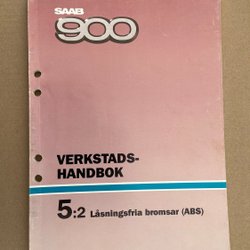 SAAB
900
VERKSTADS-
HANDBOK
5:2 Låsningsfria bromsar (ABS)